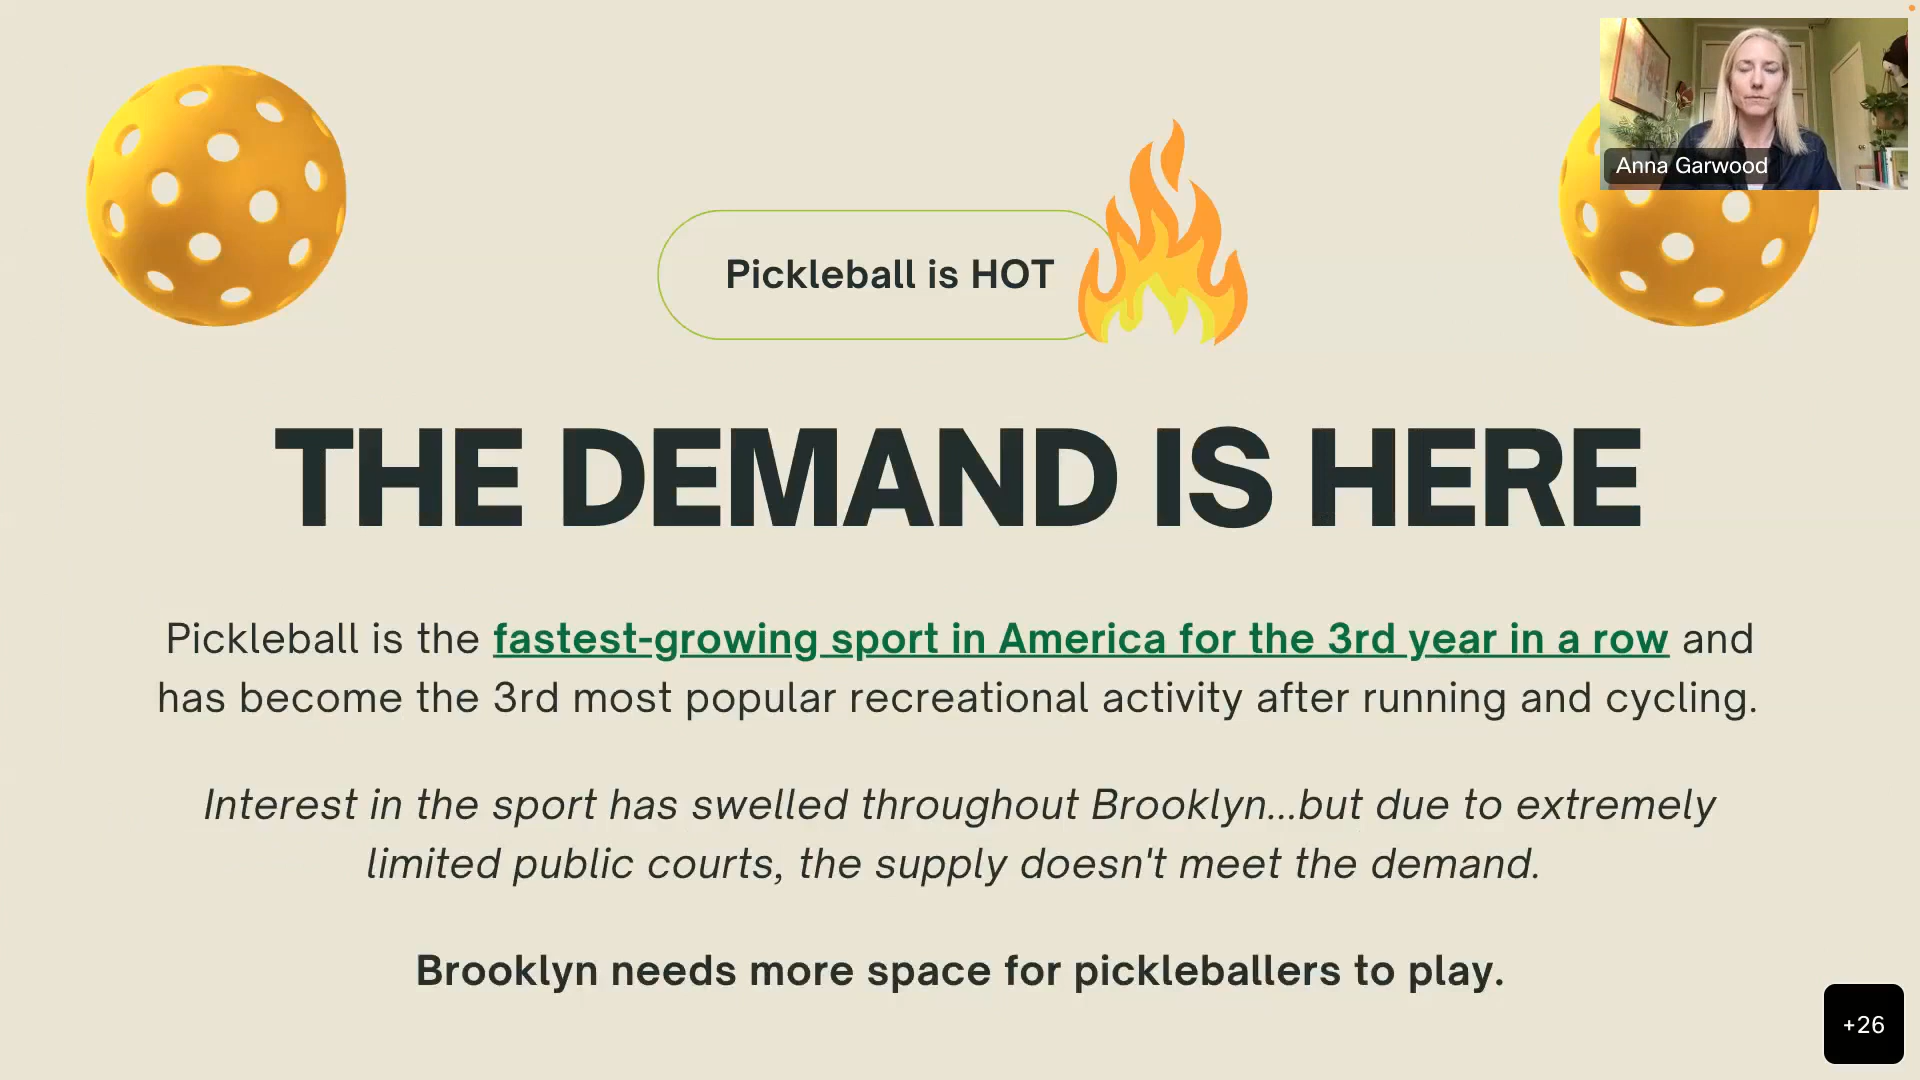 Anna Garwood
Pickleball is HOT
THE DEMAND IS HERE
Pickleball is the fastest-growing sport in America for the 3rd year in a row and
has become the 3rd most popular recreational activity after running and cycling.
Interest in the sport has swelled throughout Brooklyn...but due to extremely
limited public courts, the supply doesn't meet the demand.
Brooklyn needs more space for pickleballers to play.
+26